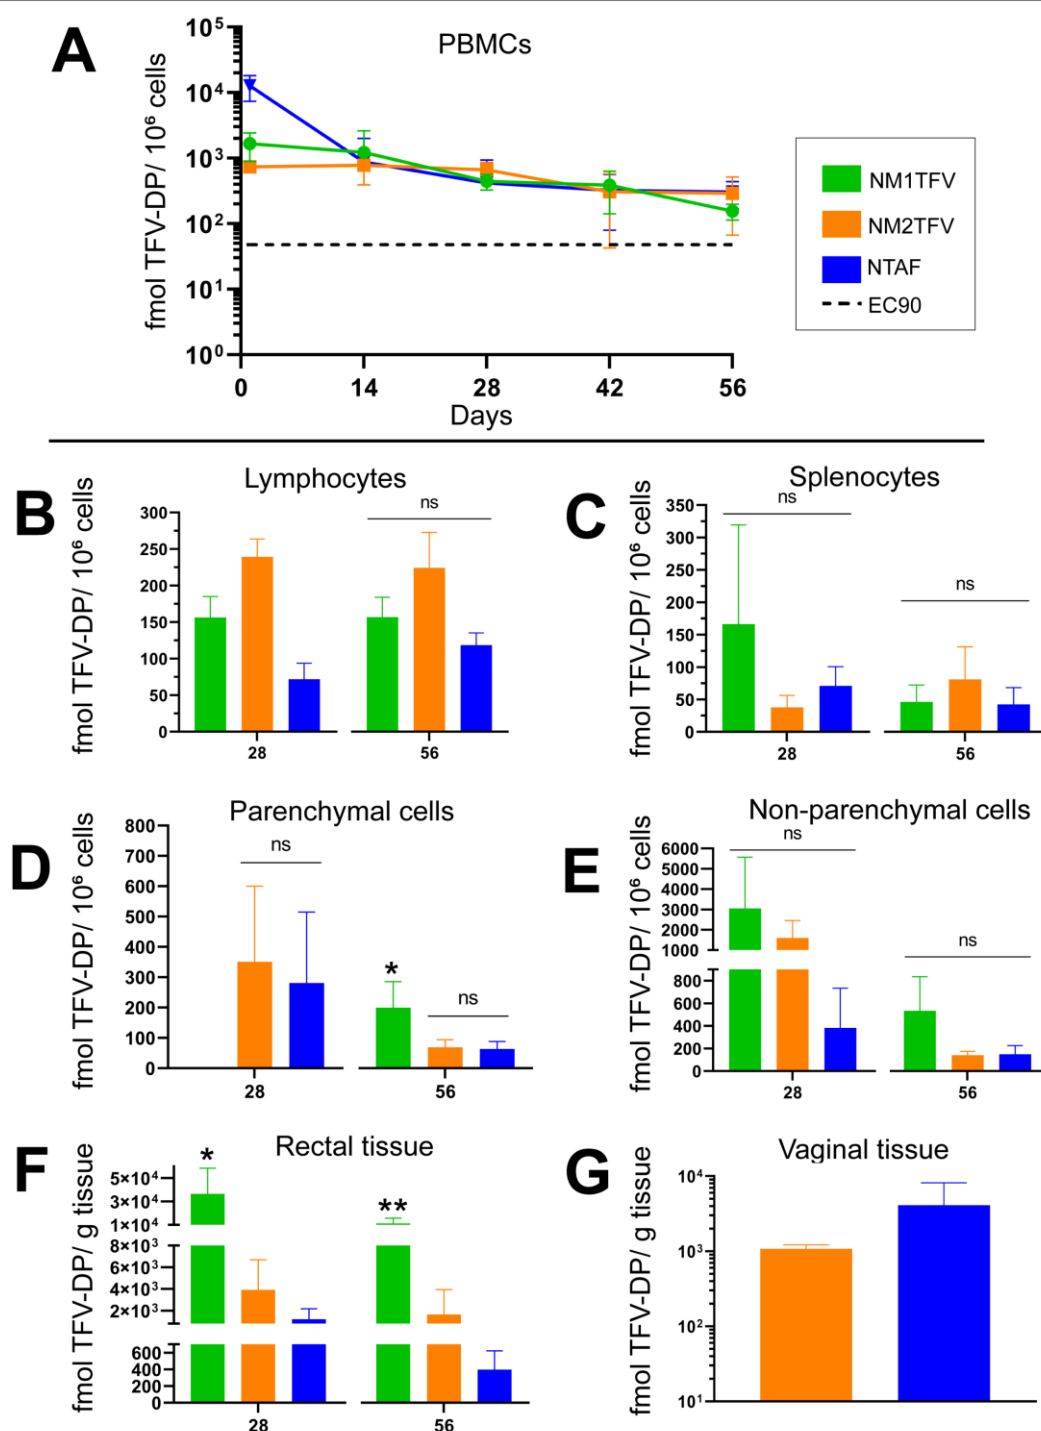 A
PBMCs
fmol TFV-DP/ 10⁶ cells
10⁵
10⁴
10³
10²
10¹
10⁰
0 14 28 42 56
Days
NM1TFV
NM2TFV
NTAF
EC90
B
Lymphocytes
fmol TFV-DP/ 10⁶ cells
300
250
200
150
100
50
0
ns
28 56
C
Splenocytes
fmol TFV-DP/ 10⁶ cells
350
300
250
200
150
100
50
0
ns
ns
28 56
D
Parenchymal cells
fmol TFV-DP/ 10⁶ cells
800
700
600
500
400
300
200
100
0
ns
*
ns
28 56
E
Non-parenchymal cells
fmol TFV-DP/ 10⁶ cells
6000
5000
4000
3000
2000
1000
800
600
400
200
0
ns
ns
28 56
F
Rectal tissue
fmol TFV-DP/ g tissue
5×10⁴
3×10⁴
1×10⁴
8×10³
6×10³
4×10³
2×10³
600
400
200
0
*
**
28 56
G
Vaginal tissue
fmol TFV-DP/ g tissue
10⁴
10³
10²
10¹